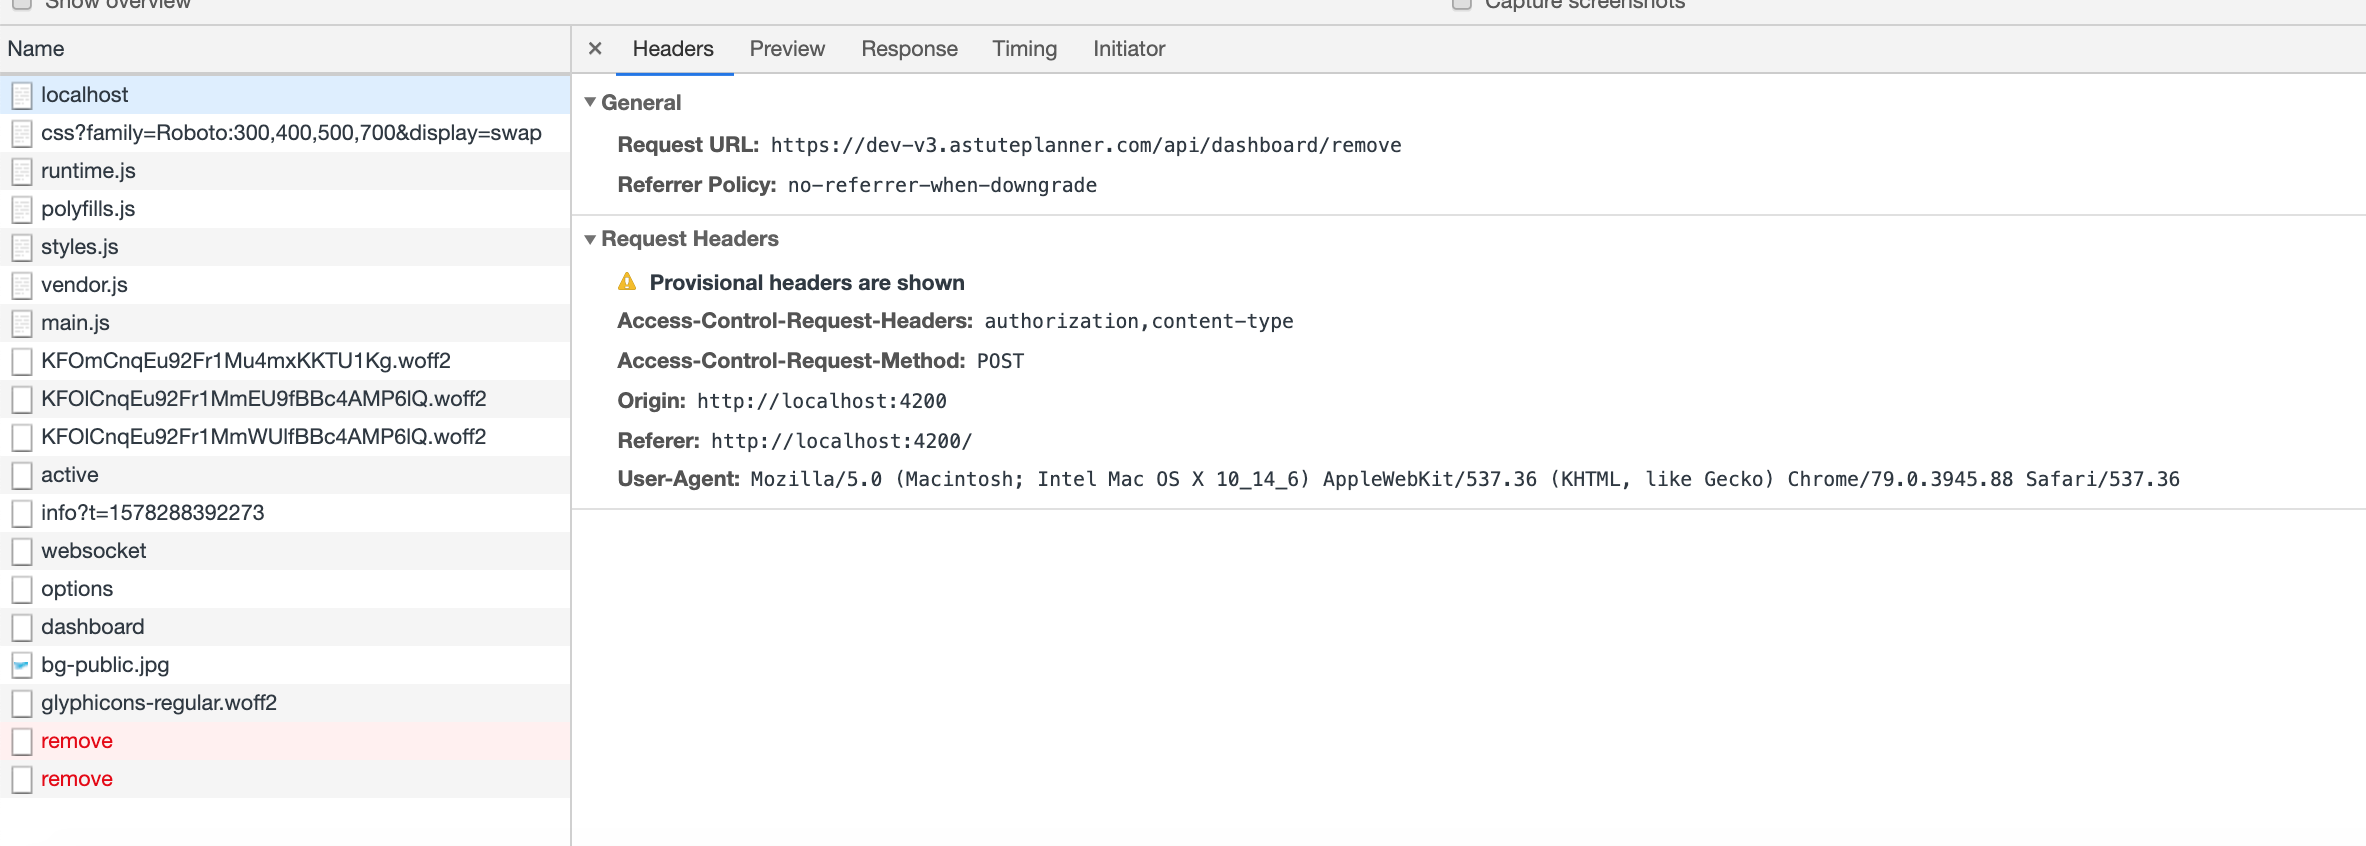 Show overview
Capture screenshots
Name
× Headers Preview Response Timing Initiator
localhost
css?family=Roboto:300,400,500,700&display=swap
runtime.js
polyfills.js
styles.js
vendor.js
main.js
KFOmCnqEu92Fr1Mu4mxKKTU1Kg.woff2
KFOlCnqEu92Fr1MmEU9fBBc4AMP6lQ.woff2
KFOlCnqEu92Fr1MmWUlfBBc4AMP6lQ.woff2
active
info?t=1578288392273
websocket
options
dashboard
bg-public.jpg
glyphicons-regular.woff2
remove
remove
General
Request URL: https://dev-v3.astuteplanner.com/api/dashboard/remove
Referrer Policy: no-referrer-when-downgrade
Request Headers
Provisional headers are shown
Access-Control-Request-Headers: authorization,content-type
Access-Control-Request-Method: POST
Origin: http://localhost:4200
Referer: http://localhost:4200/
User-Agent: Mozilla/5.0 (Macintosh; Intel Mac OS X 10_14_6) AppleWebKit/537.36 (KHTML, like Gecko) Chrome/79.0.3945.88 Safari/537.36